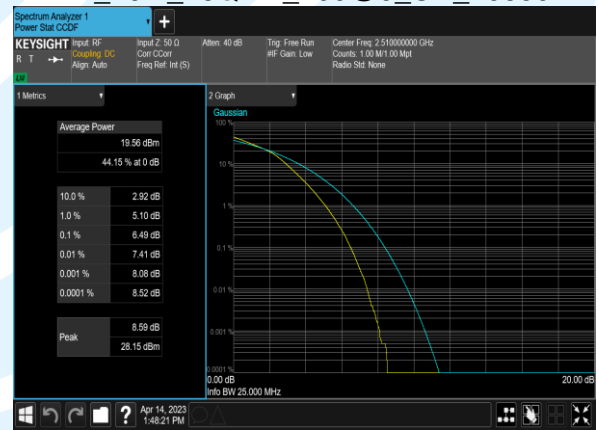 Spectrum Analyzer 1
Power Stat CCDF
KEYSIGHT
R T
LXI
Input: RF
Coupling: DC
Align: Auto
Input Z: 50 Ω
Corr CCorr
Freq Ref: Int (S)
Atten: 40 dB
Trig: Free Run
#IF Gain: Low
Center Freq: 2.510000000 GHz
Counts: 1.00 M/1.00 Mpt
Radio Std: None
1 Metrics
Average Power
19.56 dBm
44.15 % at 0 dB
10.0 % 2.92 dB
1.0 % 5.10 dB
0.1 % 6.49 dB
0.01 % 7.41 dB
0.001 % 8.08 dB
0.0001 % 8.52 dB
Peak
8.59 dB
28.15 dBm
2 Graph
Gaussian
100 %
10 %
1 %
0.1 %
0.01 %
0.001 %
0.0001 %
0.00 dB
20.00 dB
Info BW 25.000 MHz
Apr 14, 2023
1:48:21 PM